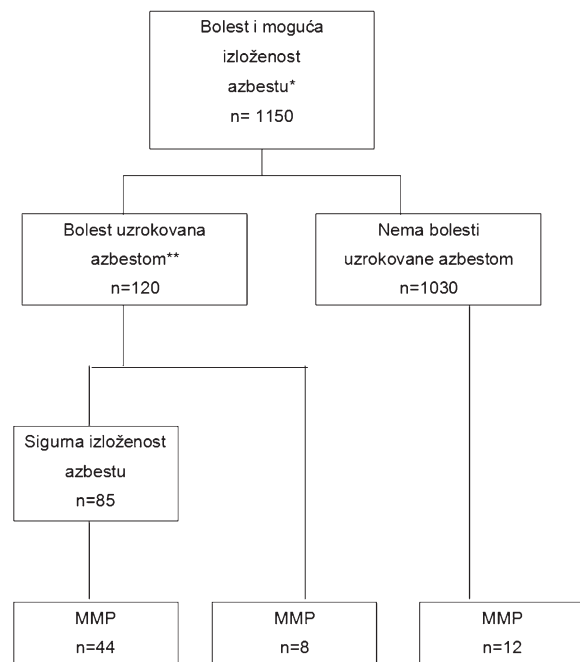 Bolest i moguća
izloženost
azbestu*
n= 1150
Bolest uzrokovana
azbestom**
n=120
Nema bolesti
uzrokovane azbestom
n=1030
Sigurna izloženost
azbestu
n=85
MMP
n=44
MMP
n=8
MMP
n=12